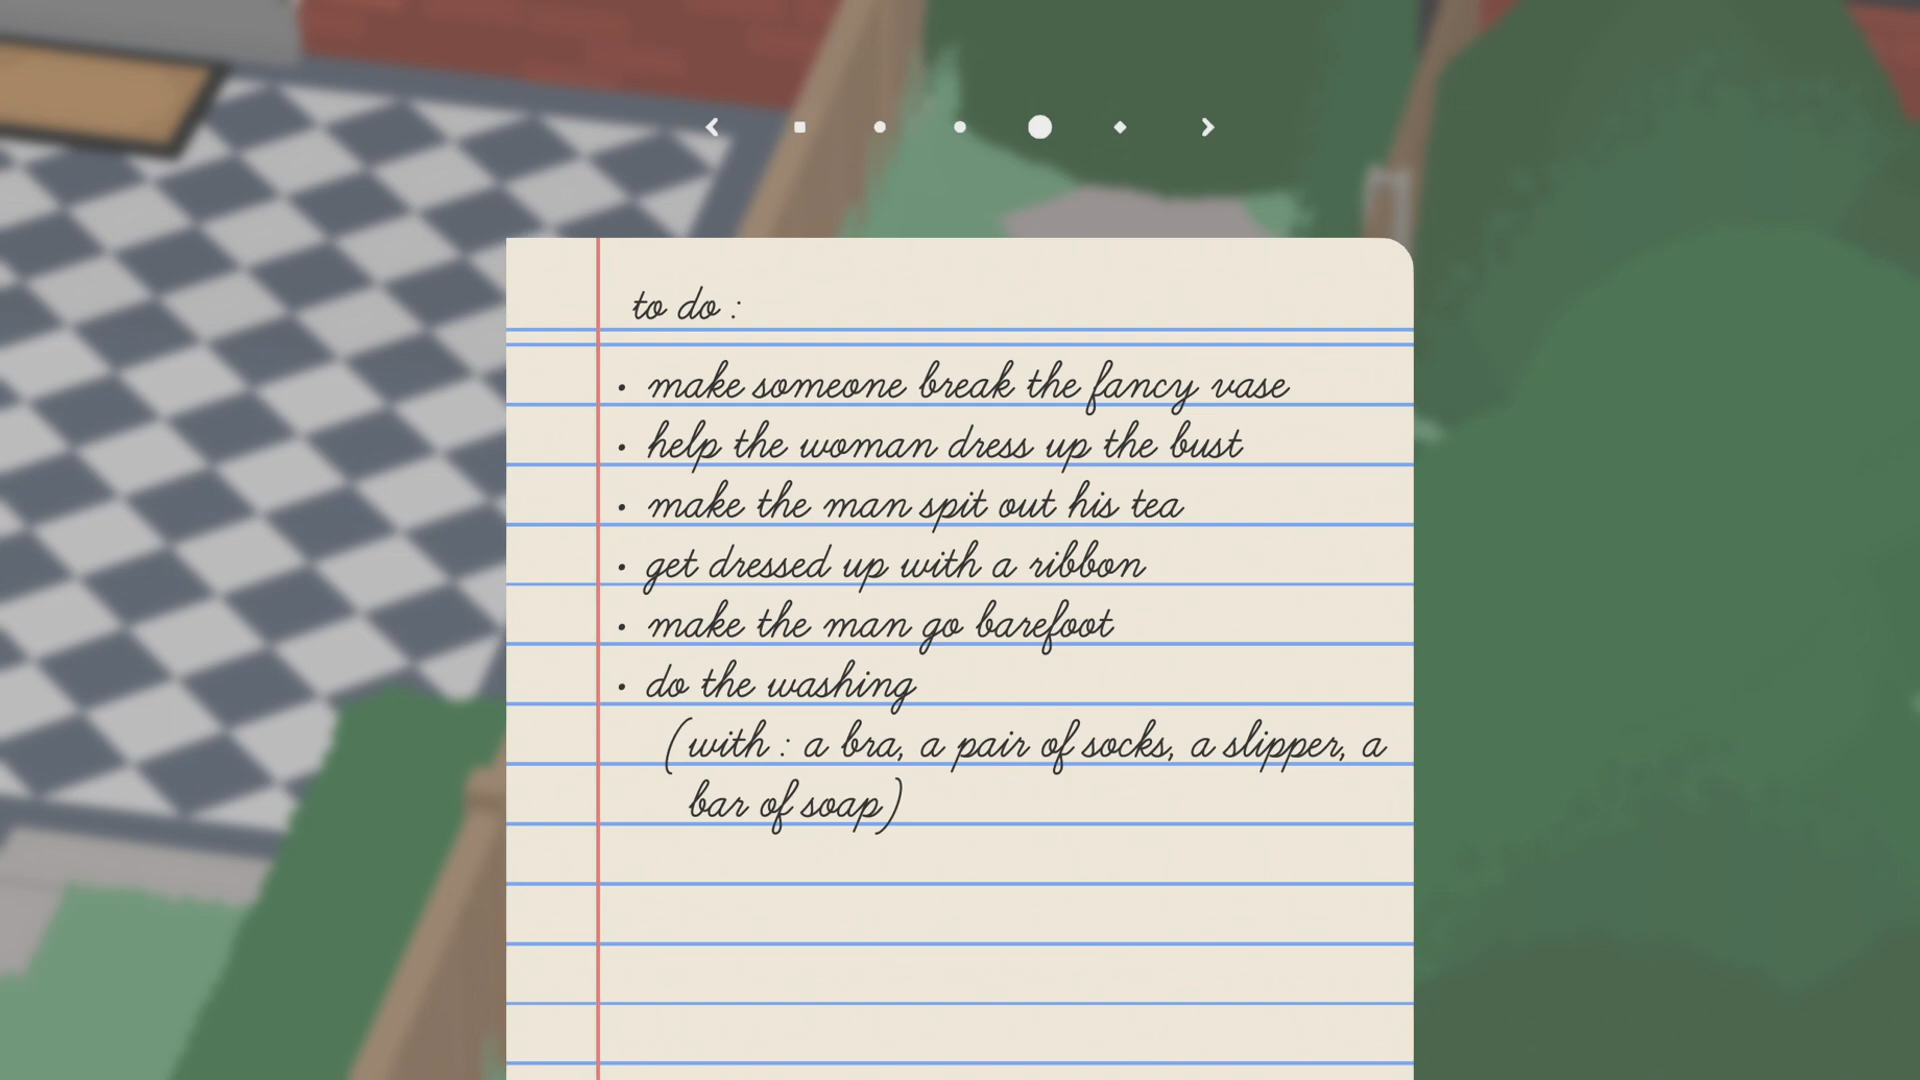 to do :
• make someone break the fancy vase
• help the woman dress up the bust
• make the man spit out his tea
• get dressed up with a ribbon
• make the man go barefoot
• do the washing
(with : a bra, a pair of socks, a slipper, a
bar of soap)